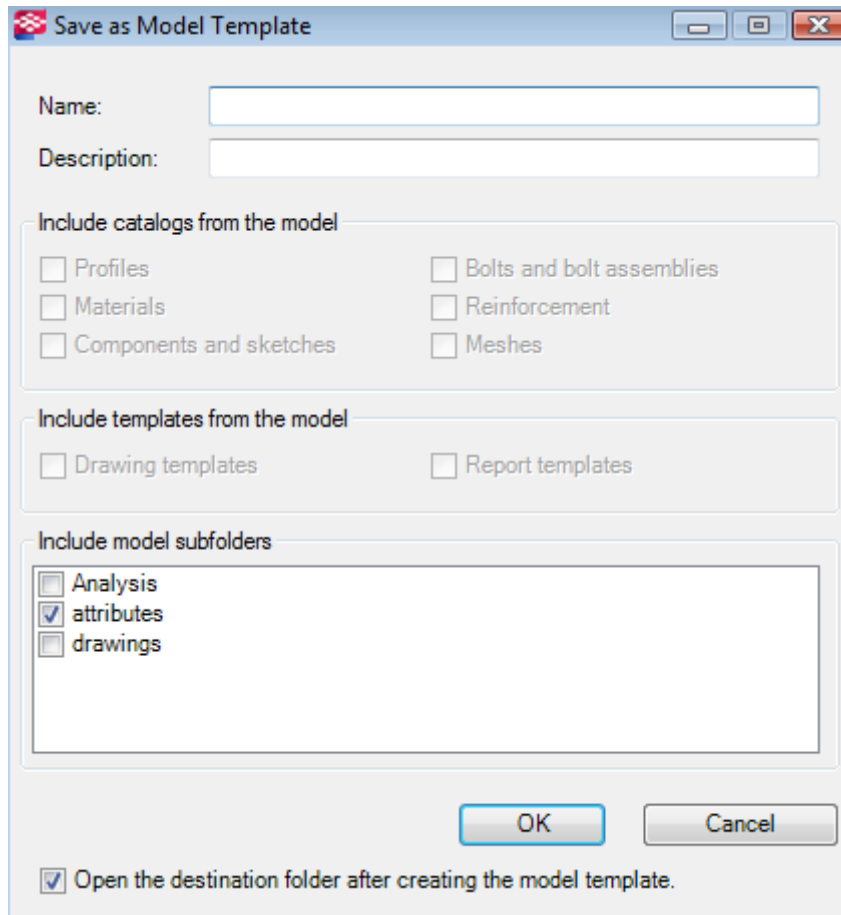 Save as Model Template
Name:
Description:
Include catalogs from the model
Profiles
Bolts and bolt assemblies
Materials
Reinforcement
Components and sketches
Meshes
Include templates from the model
Drawing templates
Report templates
Include model subfolders
Analysis
attributes
drawings
OK
Cancel
Open the destination folder after creating the model template.